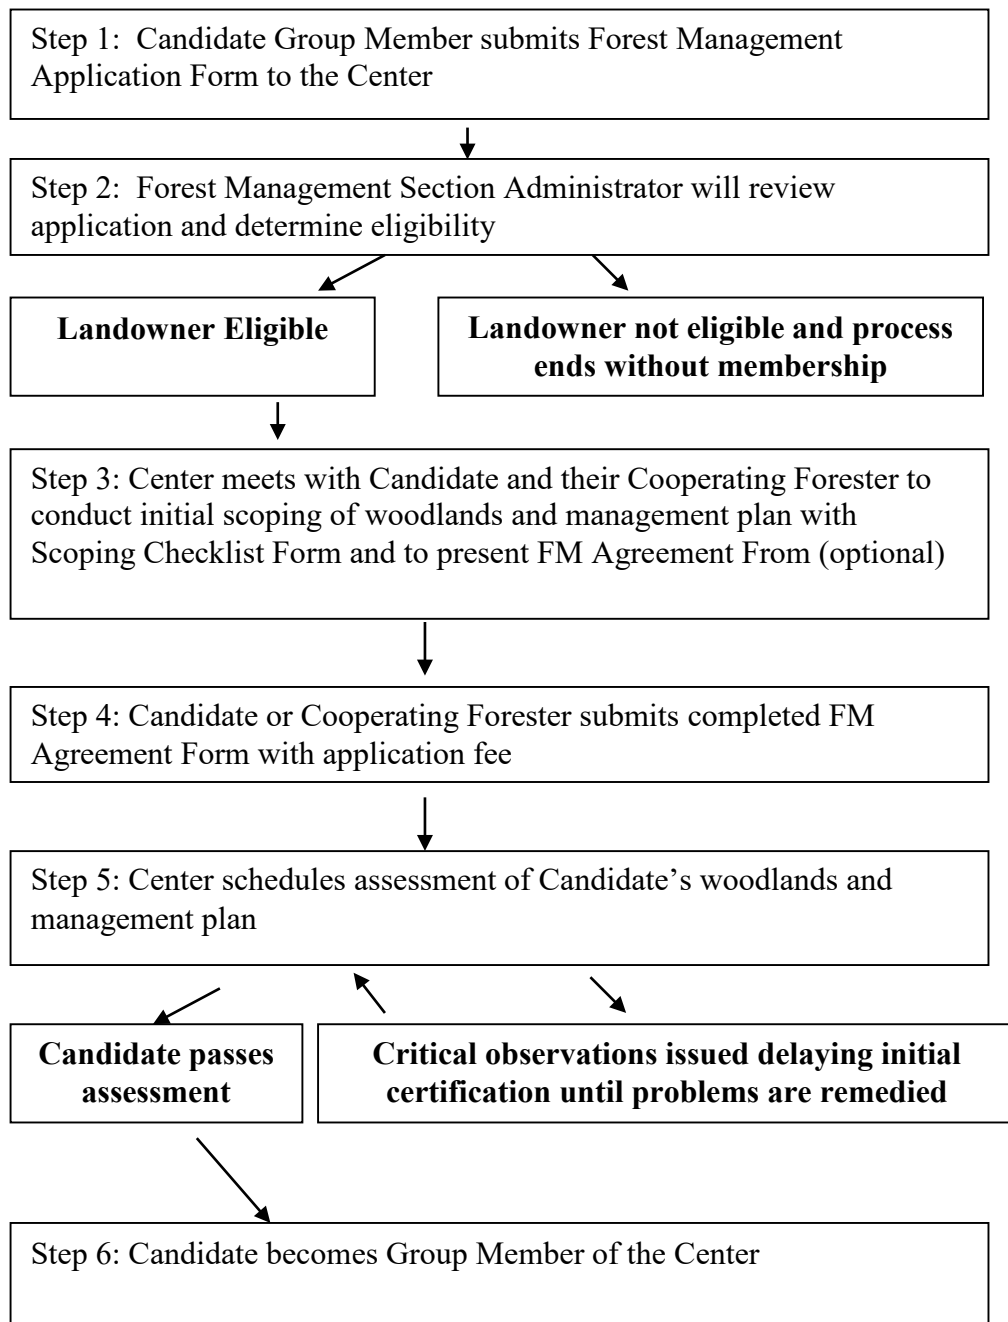 Step 1:  Candidate Group Member submits Forest Management
Application Form to the Center
Step 2:  Forest Management Section Administrator will review
application and determine eligibility
Landowner Eligible
Landowner not eligible and process
ends without membership
Step 3: Center meets with Candidate and their Cooperating Forester to
conduct initial scoping of woodlands and management plan with
Scoping Checklist Form and to present FM Agreement From (optional)
Step 4: Candidate or Cooperating Forester submits completed FM
Agreement Form with application fee
Step 5: Center schedules assessment of Candidate’s woodlands and
management plan
Candidate passes
assessment
Critical observations issued delaying initial
certification until problems are remedied
Step 6: Candidate becomes Group Member of the Center